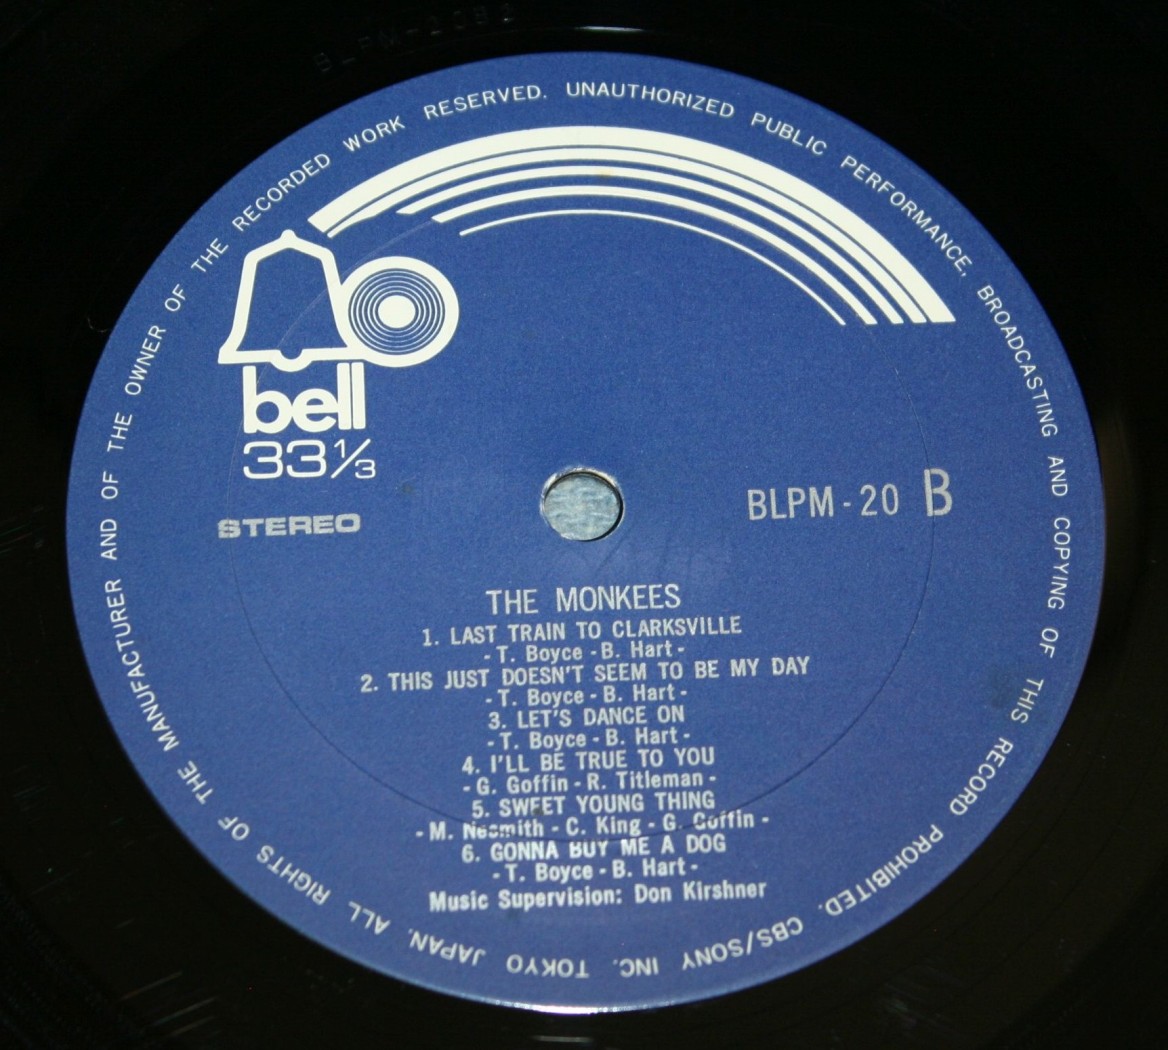 ALL RIGHTS OF THE MANUFACTURER AND OF THE OWNER OF THE RECORDED WORK RESERVED. UNAUTHORIZED PUBLIC PERFORMANCE, BROADCASTING AND COPYING OF THIS RECORD PROHIBITED. CBS/SONY INC. TOKYO JAPAN.
bell
33 1/3
STEREO
BLPM - 20 B
THE MONKEES
1. LAST TRAIN TO CLARKSVILLE
- T. Boyce - B. Hart -
2. THIS JUST DOESN'T SEEM TO BE MY DAY
- T. Boyce - B. Hart -
3. LET'S DANCE ON
- T. Boyce - B. Hart -
4. I'LL BE TRUE TO YOU
- G. Goffin - R. Titleman -
5. SWEET YOUNG THING
- M. Nesmith - C. King - G. Goffin -
6. GONNA BUY ME A DOG
- T. Boyce - B. Hart -
Music Supervision: Don Kirshner